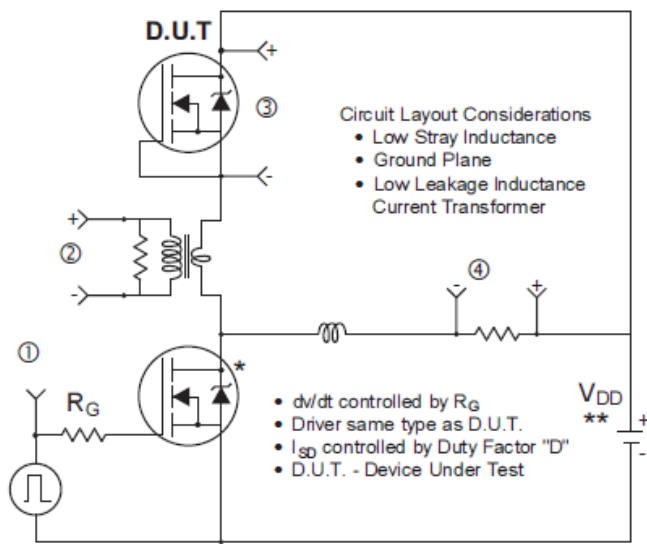 D.U.T
+
③
-
Circuit Layout Considerations
• Low Stray Inductance
• Ground Plane
• Low Leakage Inductance
Current Transformer
+
②
-
-
④
+
①
R_G
*
• dv/dt controlled by R_G
• Driver same type as D.U.T.
• I_SD controlled by Duty Factor "D"
• D.U.T. - Device Under Test
V_DD
**
+
-